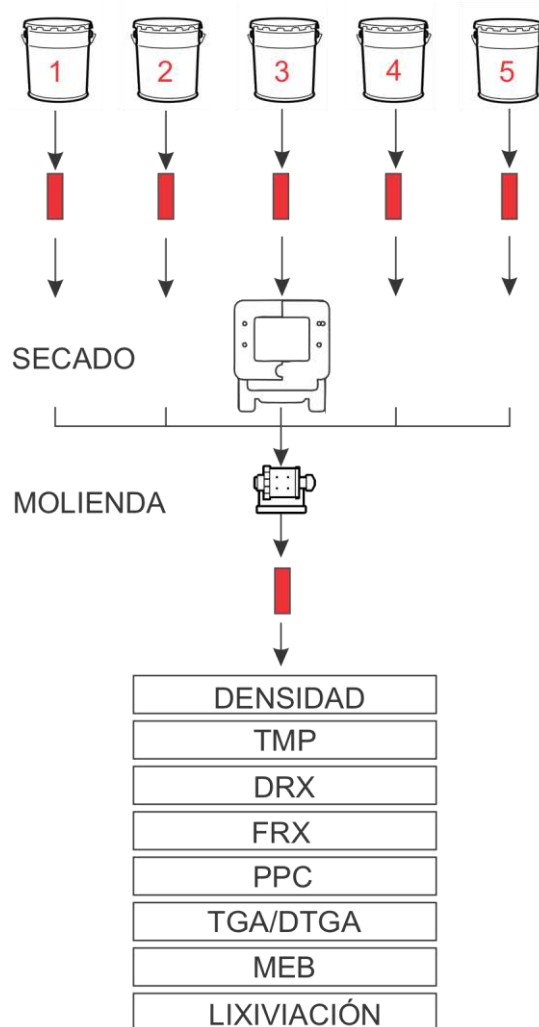 1 2 3 4 5
SECADO
MOLIENDA
DENSIDAD
TMP
DRX
FRX
PPC
TGA/DTGA
MEB
LIXIVIACIÓN